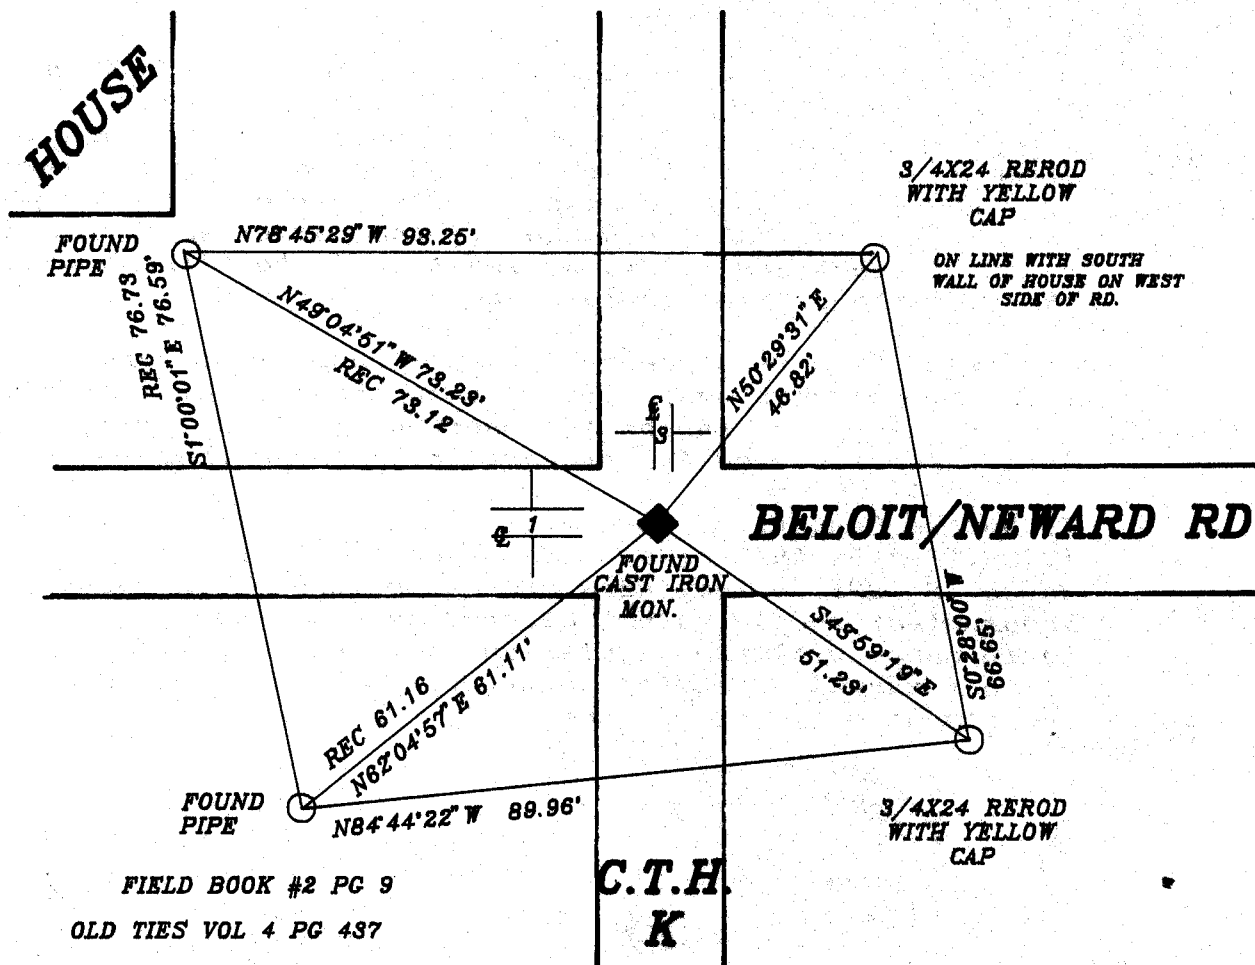 HOUSE
3/4X24 REROD
WITH YELLOW
CAP
FOUND
PIPE
N78°45'29" W 93.25'
ON LINE WITH SOUTH
WALL OF HOUSE ON WEST
SIDE OF RD.
REC 76.73
S1°00'01" E 76.59'
N49°04'51" W 73.23'
REC 73.12
N50°29'31" E
46.82'
℄
3
℄
1
BELOIT/NEWARD RD
FOUND
CAST IRON
MON.
S43°59'19" E
51.23'
S0°28'00" W
66.65'
REC 61.16
N62°04'57" E 61.11'
FOUND
PIPE
N84°44'22" W 89.96'
3/4X24 REROD
WITH YELLOW
CAP
C.T.H.
K
FIELD BOOK #2 PG 9
OLD TIES VOL 4 PG 437